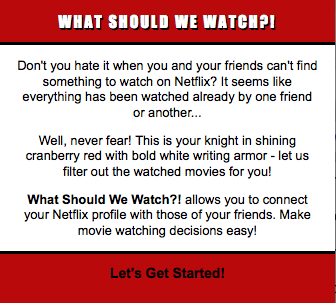 WHAT SHOULD WE WATCH?!
Don't you hate it when you and your friends can't find
something to watch on Netflix? It seems like
everything has been watched already by one friend
or another...
Well, never fear! This is your knight in shining
cranberry red with bold white writing armor - let us
filter out the watched movies for you!
What Should We Watch?! allows you to connect
your Netflix profile with those of your friends. Make
movie watching decisions easy!
Let's Get Started!